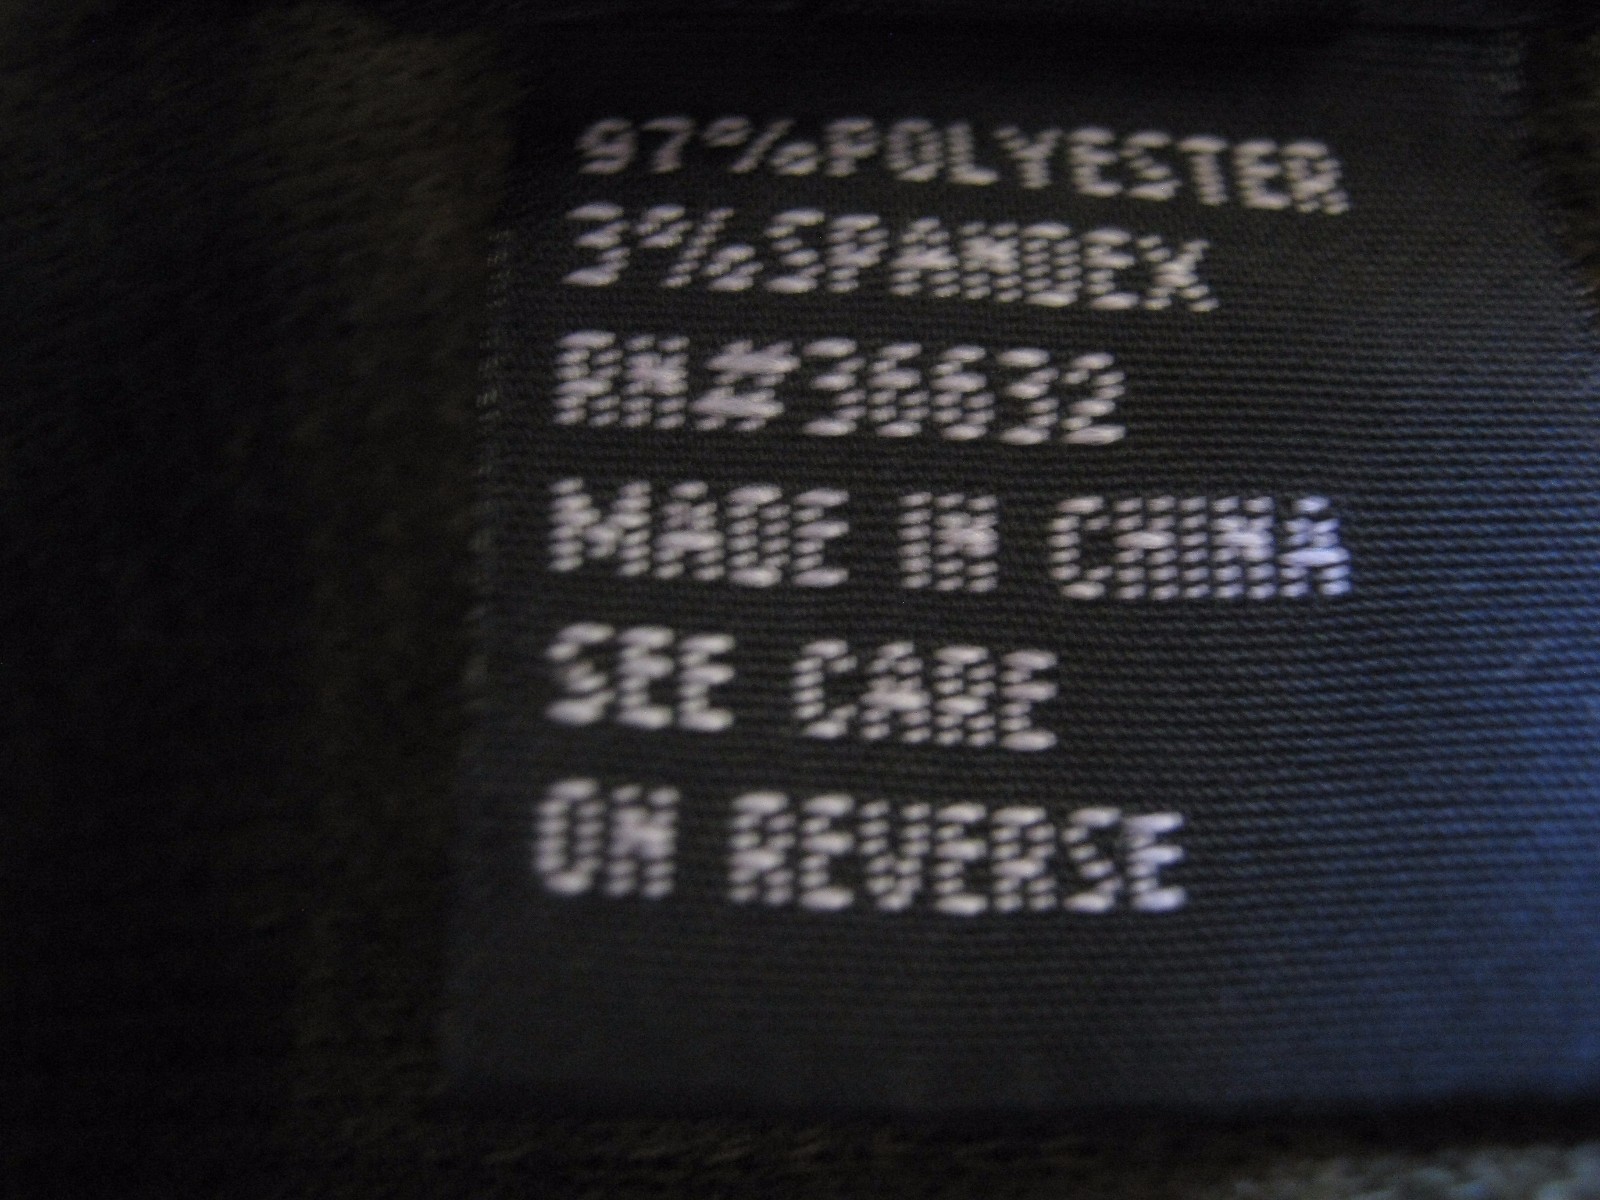 97%POLYESTER
3%SPANDEX
RN#36632
MADE IN CHINA
SEE CARE
ON REVERSE